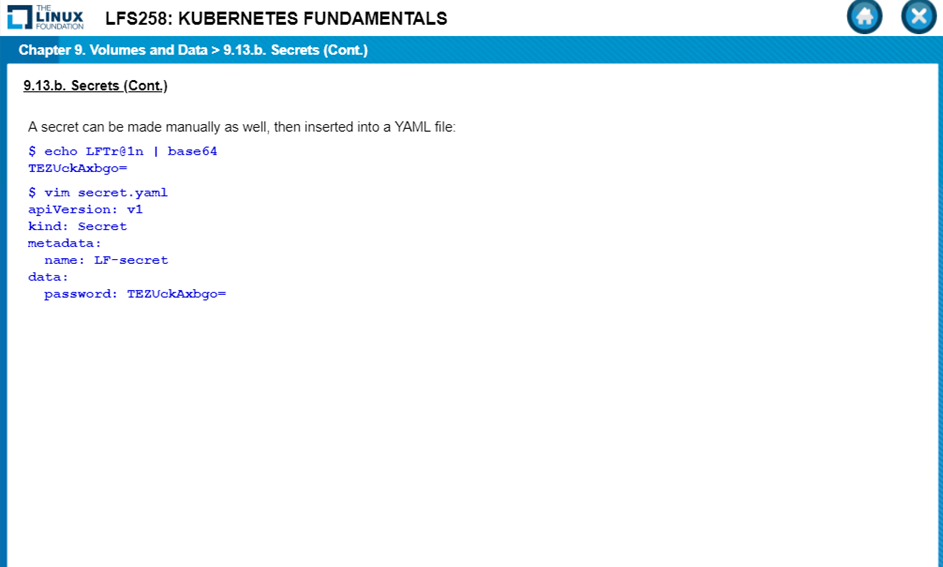 THE
LINUX
FOUNDATION
LFS258: KUBERNETES FUNDAMENTALS
Chapter 9. Volumes and Data > 9.13.b. Secrets (Cont.)
9.13.b. Secrets (Cont.)
A secret can be made manually as well, then inserted into a YAML file:
$ echo LFTr@1n | base64
TEZUckAxbgo=
$ vim secret.yaml
apiVersion: v1
kind: Secret
metadata:
  name: LF-secret
data:
  password: TEZUckAxbgo=